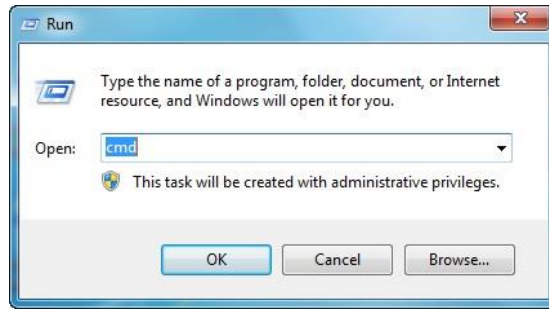 Run
Type the name of a program, folder, document, or Internet
resource, and Windows will open it for you.
Open: cmd
This task will be created with administrative privileges.
OK Cancel Browse...